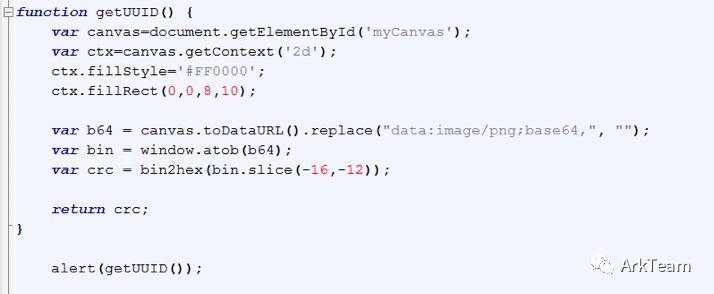 function getUUID() {
    var canvas=document.getElementById('myCanvas');
    var ctx=canvas.getContext('2d');
    ctx.fillStyle='#FF0000';
    ctx.fillRect(0,0,8,10);

    var b64 = canvas.toDataURL().replace("data:image/png;base64,", "");
    var bin = window.atob(b64);
    var crc = bin2hex(bin.slice(-16,-12));

    return crc;
}

    alert(getUUID());
ArkTeam